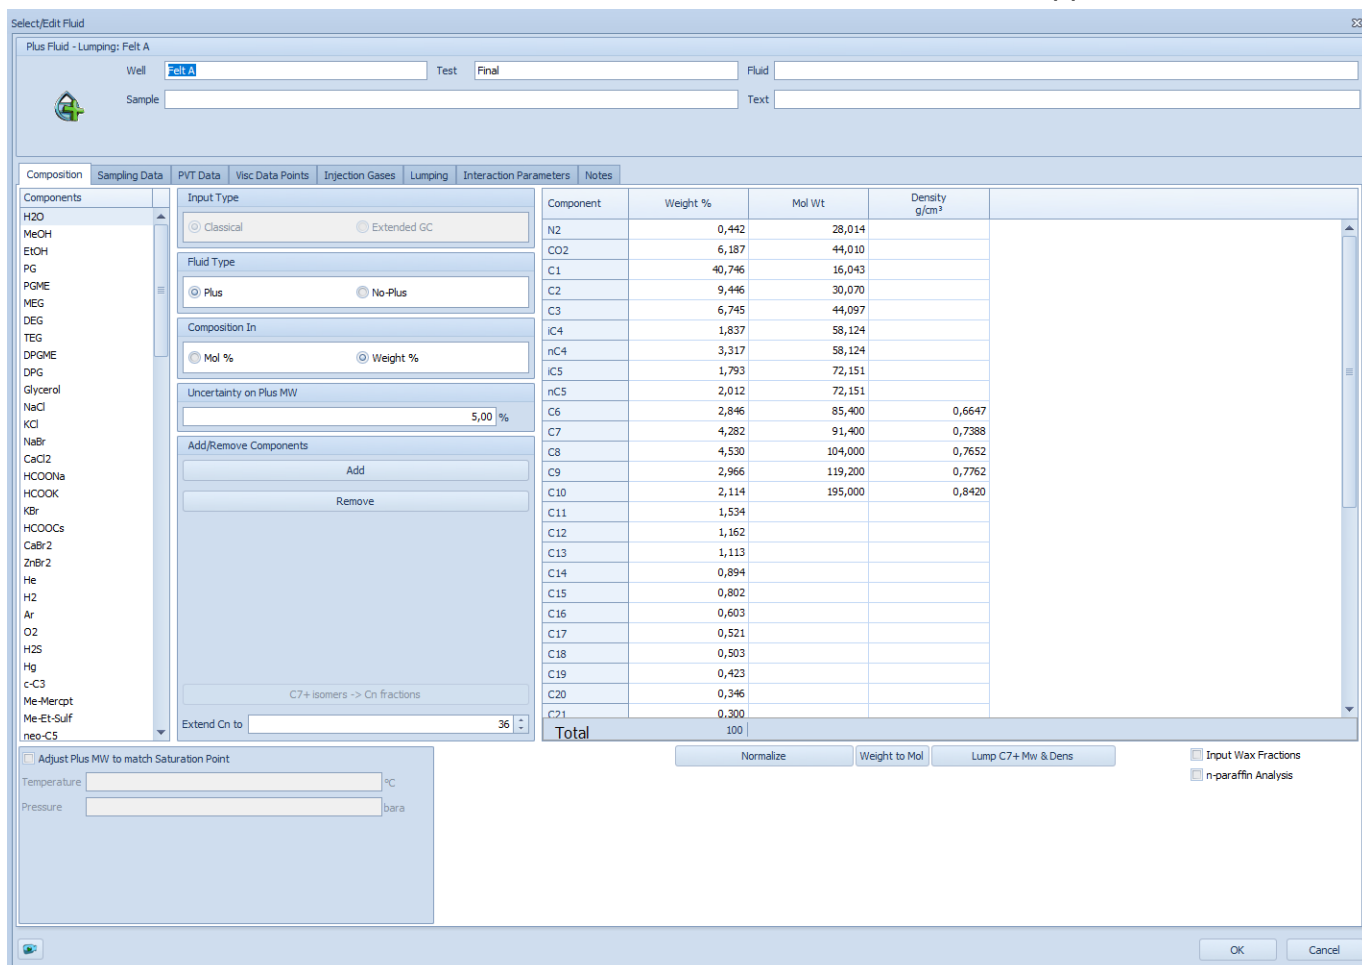 Select/Edit Fluid
Plus Fluid - Lumping: Felt A
Well Felt A Test Final Fluid
Sample Text
Composition Sampling Data PVT Data Visc Data Points Injection Gases Lumping Interaction Parameters Notes
Components
H2O
MeOH
EtOH
PG
PGME
MEG
DEG
TEG
DPGME
DPG
Glycerol
NaCl
KCl
NaBr
CaCl2
HCOONa
HCOOK
KBr
HCOOCs
CaBr2
ZnBr2
He
H2
Ar
O2
H2S
Hg
c-C3
Me-Mercpt
Me-Et-Sulf
neo-C5
Input Type
Classical Extended GC
Fluid Type
Plus No-Plus
Composition In
Mol % Weight %
Uncertainty on Plus MW
5,00 %
Add/Remove Components
Add
Remove
C7+ isomers -> Cn fractions
Extend Cn to 36
Component Weight % Mol Wt Density g/cm³
N2 0,442 28,014
CO2 6,187 44,010
C1 40,746 16,043
C2 9,446 30,070
C3 6,745 44,097
iC4 1,837 58,124
nC4 3,317 58,124
iC5 1,793 72,151
nC5 2,012 72,151
C6 2,846 85,400 0,6647
C7 4,282 91,400 0,7388
C8 4,530 104,000 0,7652
C9 2,966 119,200 0,7762
C10 2,114 195,000 0,8420
C11 1,534
C12 1,162
C13 1,113
C14 0,894
C15 0,802
C16 0,603
C17 0,521
C18 0,503
C19 0,423
C20 0,346
C21 0,300
Total 100
Adjust Plus MW to match Saturation Point
Temperature °C
Pressure bara
Normalize Weight to Mol Lump C7+ Mw & Dens
Input Wax Fractions
n-paraffin Analysis
OK Cancel